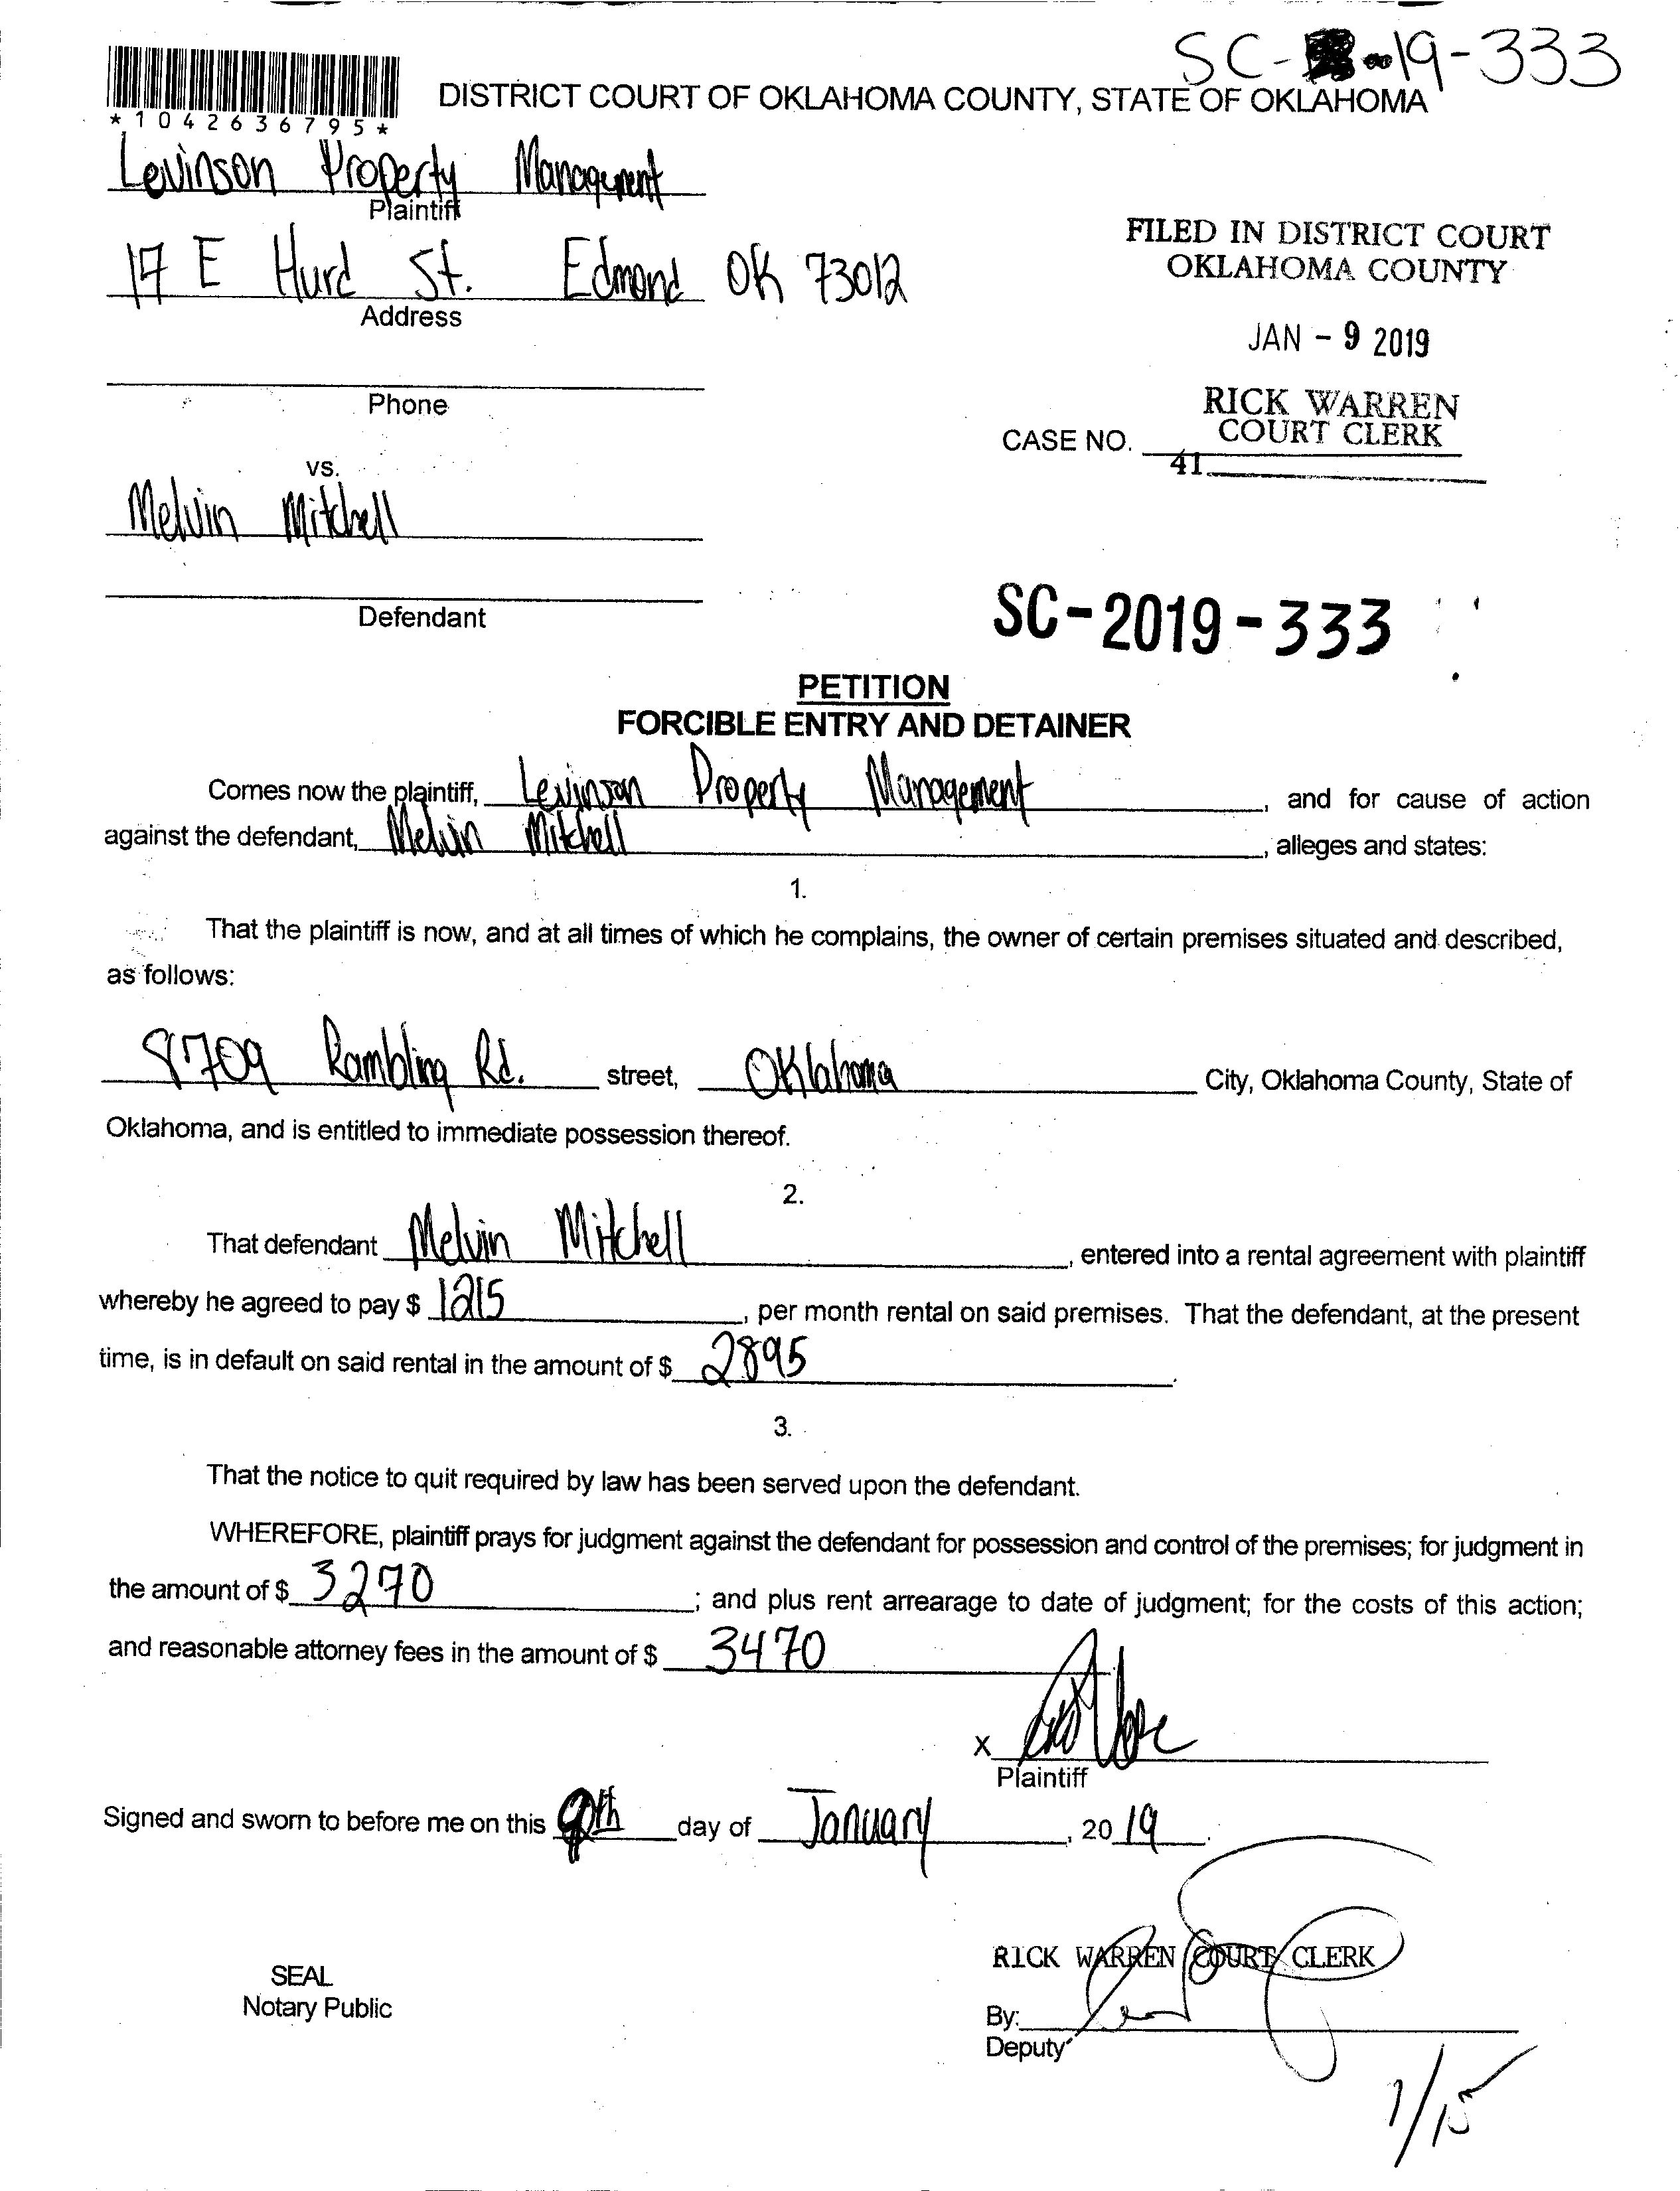 SC-19-333
*1042636795*
DISTRICT COURT OF OKLAHOMA COUNTY, STATE OF OKLAHOMA
Levinson Property Management
Plaintiff
17 E Hurd St. Edmond OK 73012
Address
FILED IN DISTRICT COURT
OKLAHOMA COUNTY
JAN - 9 2019
Phone
RICK WARREN
COURT CLERK
CASE NO.
41
vs.
Melvin Mitchell
Defendant
SC-2019-333
PETITION
FORCIBLE ENTRY AND DETAINER
Comes now the plaintiff, Levinson Property Management, and for cause of action
against the defendant, Melvin Mitchell, alleges and states:
1.
That the plaintiff is now, and at all times of which he complains, the owner of certain premises situated and described,
as follows:
8709 Rambling Rd. street, Oklahoma City, Oklahoma County, State of
Oklahoma, and is entitled to immediate possession thereof.
2.
That defendant Melvin Mitchell, entered into a rental agreement with plaintiff
whereby he agreed to pay $ 1215, per month rental on said premises. That the defendant, at the present
time, is in default on said rental in the amount of $ 2895.
3.
That the notice to quit required by law has been served upon the defendant.
WHEREFORE, plaintiff prays for judgment against the defendant for possession and control of the premises; for judgment in
the amount of $ 3270; and plus rent arrearage to date of judgment; for the costs of this action;
and reasonable attorney fees in the amount of $ 3470
X
Plaintiff
Signed and sworn to before me on this 9th day of January, 2019.
RICK WARREN COURT CLERK
SEAL
Notary Public
By:
Deputy
1/15